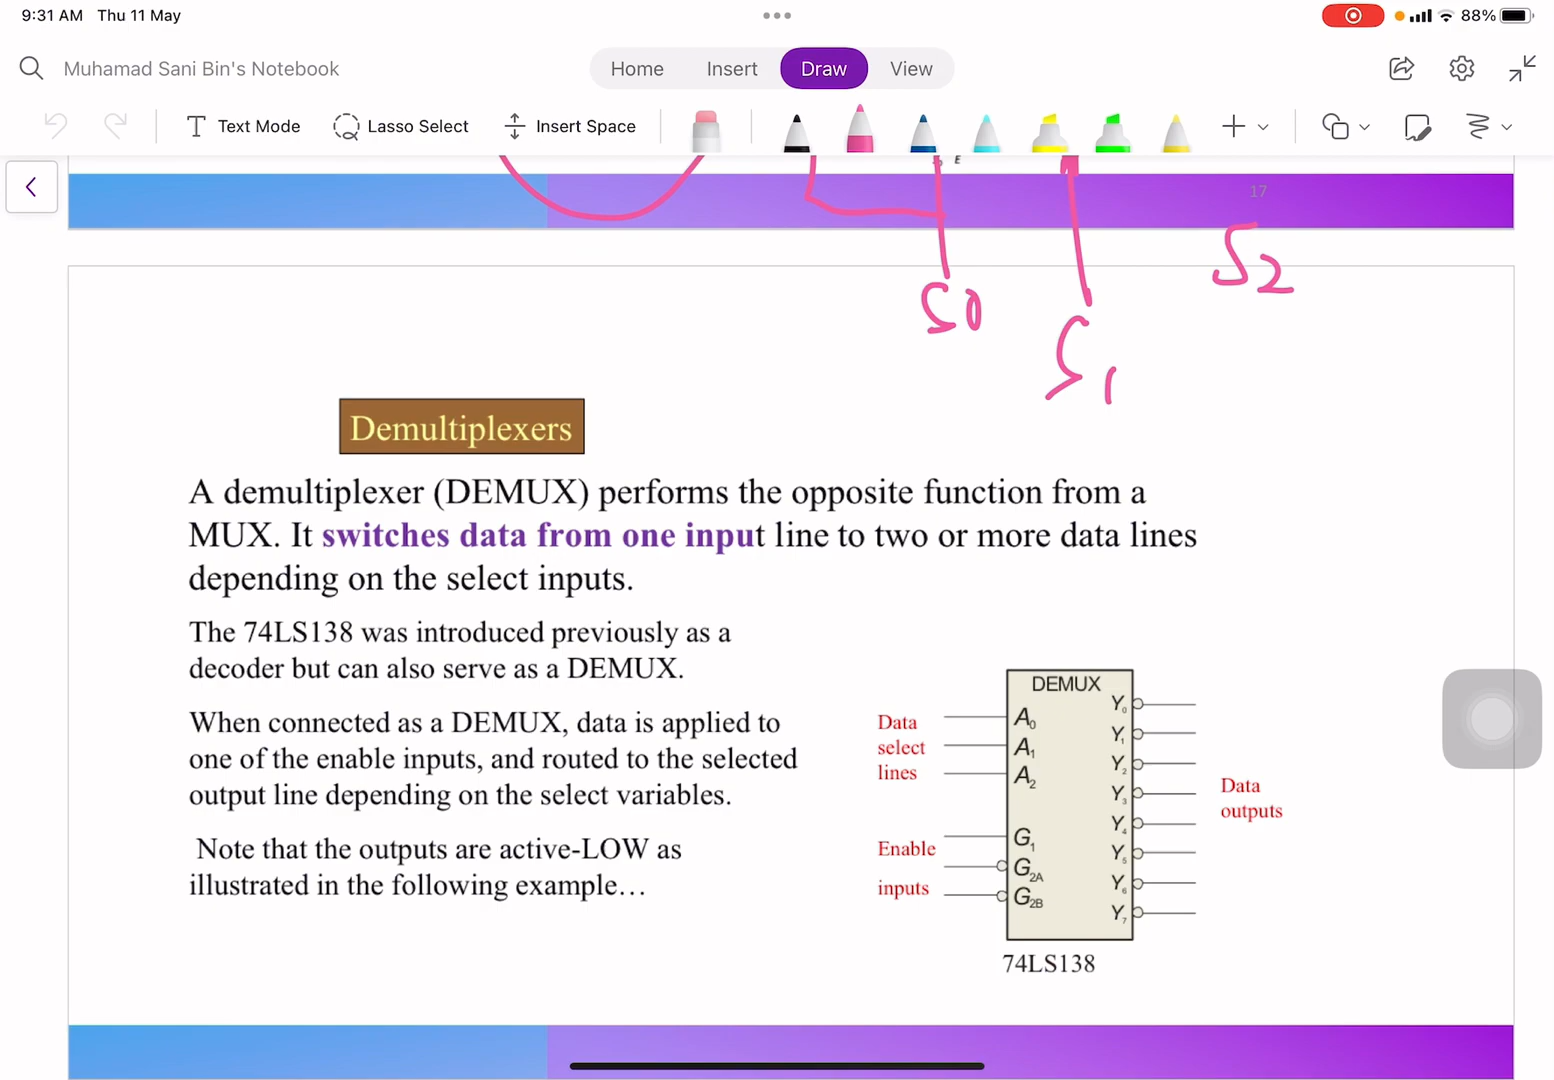 9:31 AM Thu 11 May
88%
Muhamad Sani Bin's Notebook
Home Insert Draw View
Text Mode Lasso Select Insert Space
E
17
S2
S0
S1
Demultiplexers
A demultiplexer (DEMUX) performs the opposite function from a
MUX. It switches data from one input line to two or more data lines
depending on the select inputs.
The 74LS138 was introduced previously as a
decoder but can also serve as a DEMUX.
When connected as a DEMUX, data is applied to
one of the enable inputs, and routed to the selected
output line depending on the select variables.
Note that the outputs are active-LOW as
illustrated in the following example…
Data
select
lines
Enable
inputs
DEMUX
A0
A1
A2
G1
G2A
G2B
Y0
Y1
Y2
Y3
Y4
Y5
Y6
Y7
Data
outputs
74LS138